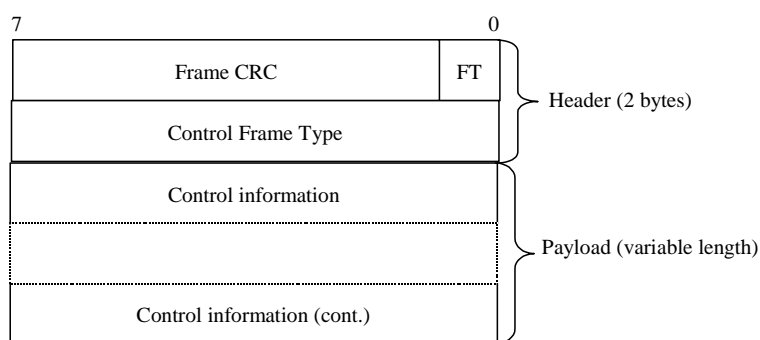 7 0
Frame CRC FT
Header (2 bytes)
Control Frame Type
Control information
Payload (variable length)
Control information (cont.)